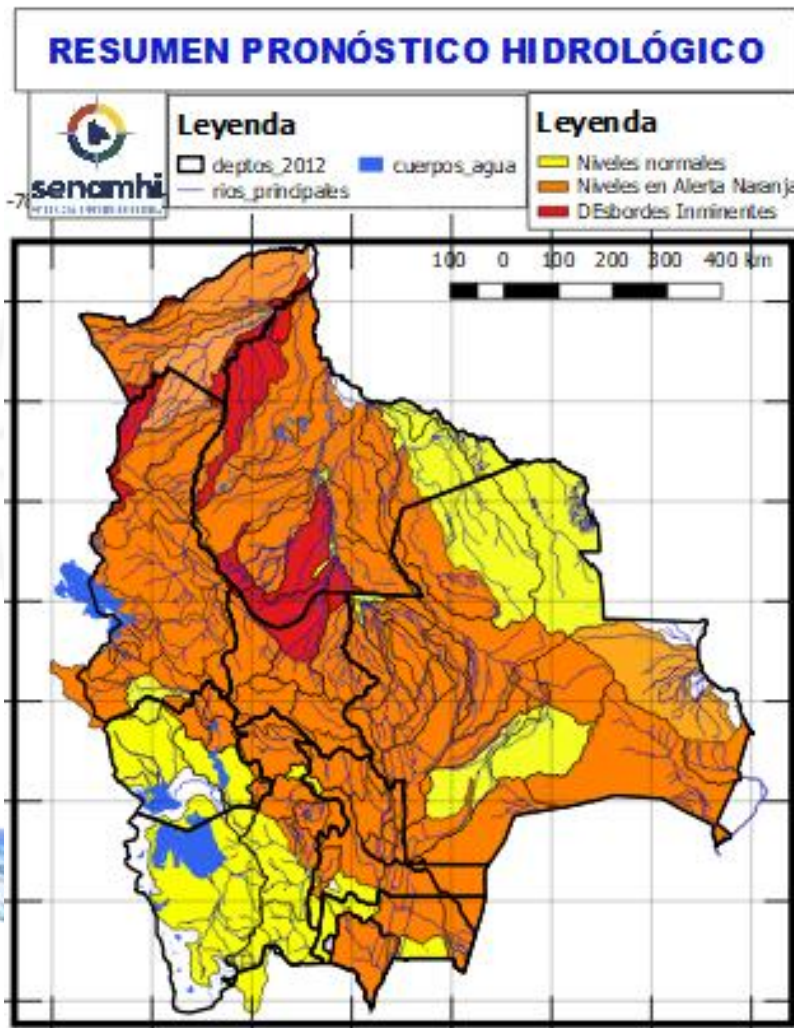 RESUMEN PRONÓSTICO HIDROLÓGICO
senamhi
Leyenda
deptos_2012
cuerpos_agua
rios_principales
Leyenda
Niveles normales
Niveles en Alerta Naranja
DEsbordes Inminentes
100 0 100 200 300 400 km